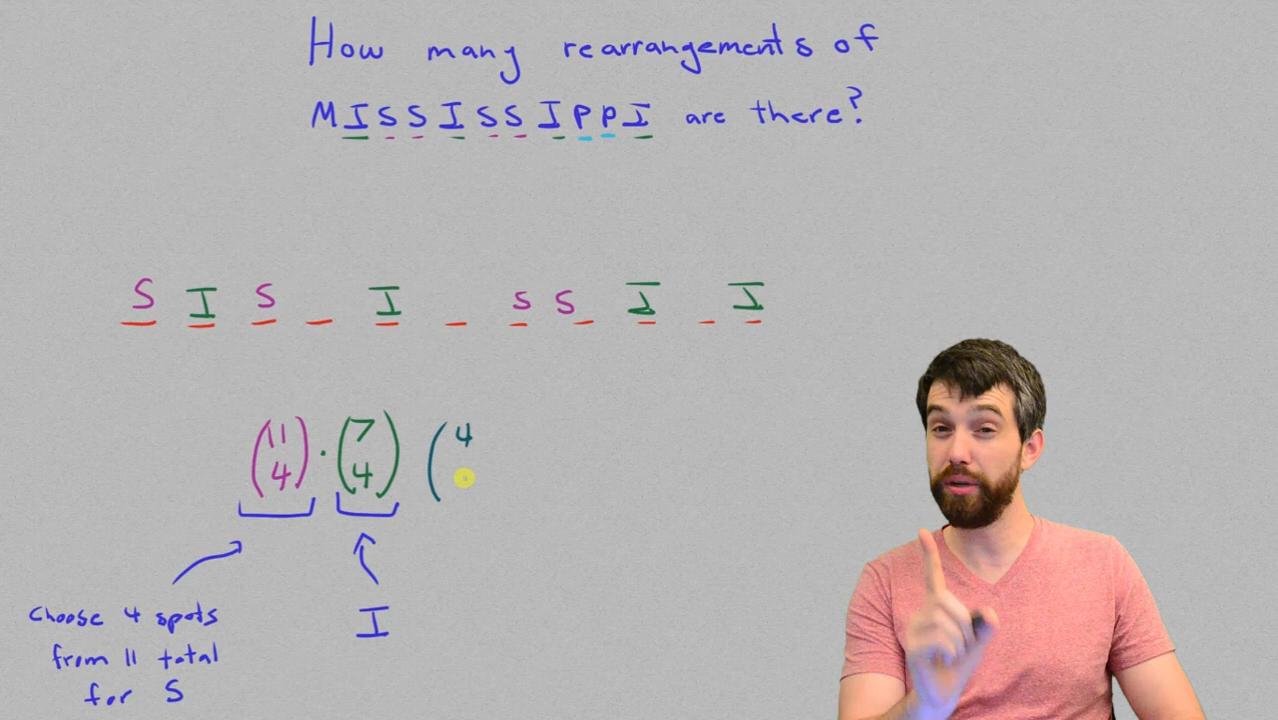 How many rearrangements of
MISSISSIPPI are there?
S I S I S S I I
(11 4) · (7 4) (4
I
choose 4 spots
from 11 total
for S